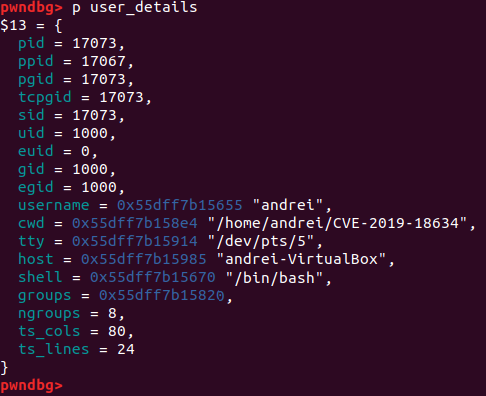 pwndbg> p user_details
$13 = {
  pid = 17073,
  ppid = 17067,
  pgid = 17073,
  tcpgid = 17073,
  sid = 17073,
  uid = 1000,
  euid = 0,
  gid = 1000,
  egid = 1000,
  username = 0x55dff7b15655 "andrei",
  cwd = 0x55dff7b158e4 "/home/andrei/CVE-2019-18634",
  tty = 0x55dff7b15914 "/dev/pts/5",
  host = 0x55dff7b15985 "andrei-VirtualBox",
  shell = 0x55dff7b15670 "/bin/bash",
  groups = 0x55dff7b15820,
  ngroups = 8,
  ts_cols = 80,
  ts_lines = 24
}
pwndbg>